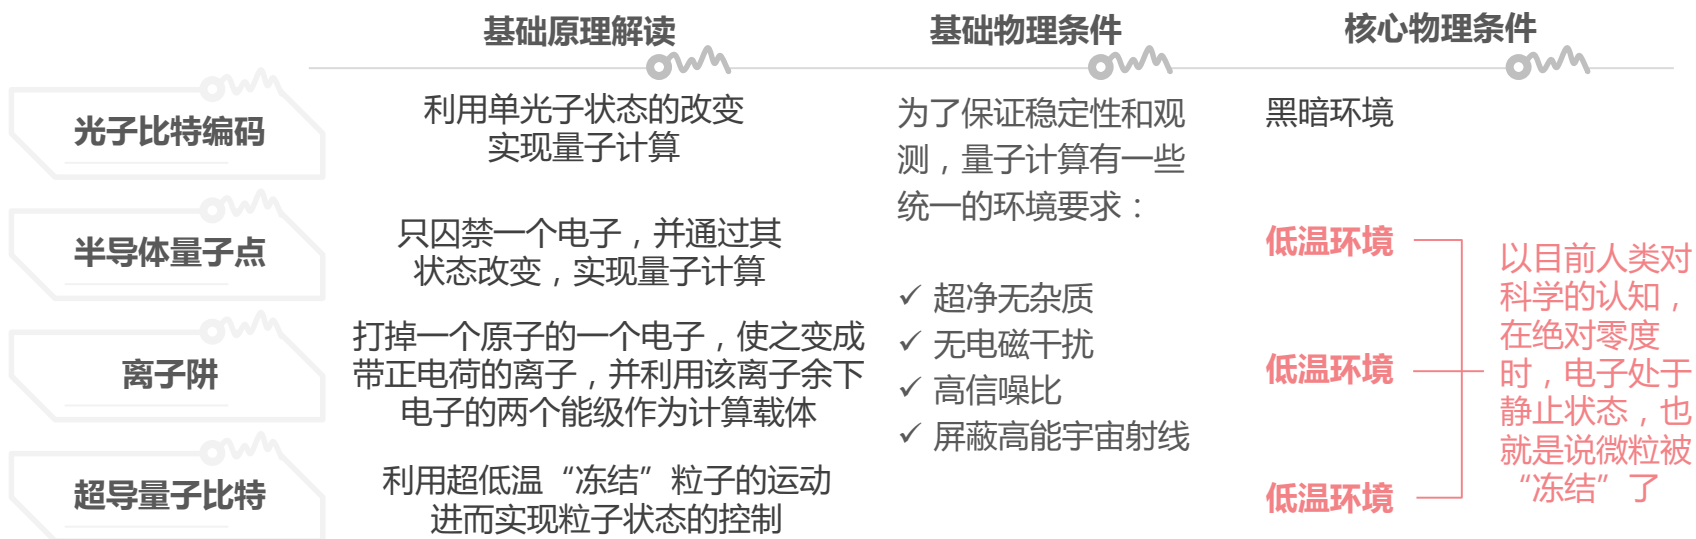 基础原理解读
基础物理条件
核心物理条件
光子比特编码
利用单光子状态的改变
实现量子计算
半导体量子点
只囚禁一个电子，并通过其
状态改变，实现量子计算
离子阱
打掉一个原子的一个电子，使之变成
带正电荷的离子，并利用该离子余下
电子的两个能级作为计算载体
超导量子比特
利用超低温“冻结”粒子的运动
进而实现粒子状态的控制
为了保证稳定性和观
测，量子计算有一些
统一的环境要求：
✓ 超净无杂质
✓ 无电磁干扰
✓ 高信噪比
✓ 屏蔽高能宇宙射线
黑暗环境
低温环境
低温环境
低温环境
以目前人类对
科学的认知，
在绝对零度
时，电子处于
静止状态，也
就是说微粒被
“冻结”了